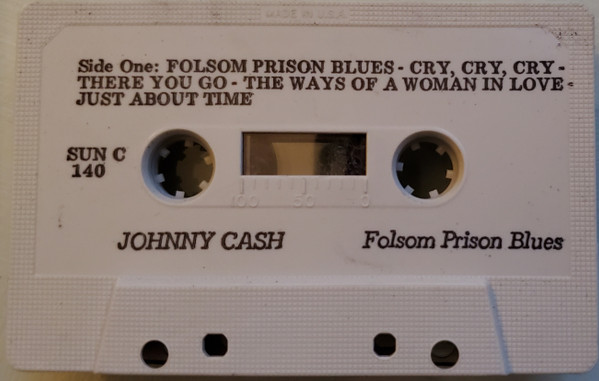 MADE IN U.S.A.
Side One: FOLSOM PRISON BLUES - CRY, CRY, CRY -
THERE YOU GO - THE WAYS OF A WOMAN IN LOVE -
JUST ABOUT TIME
SUN C
140
100 50 0
JOHNNY CASH
Folsom Prison Blues